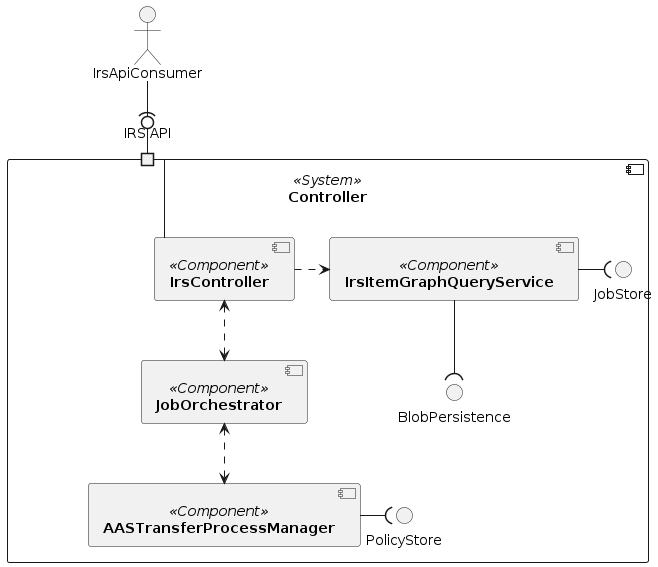 IrsApiConsumer
IRS API
«System»
Controller
«Component»
IrsController
«Component»
IrsItemGraphQueryService
JobStore
«Component»
JobOrchestrator
BlobPersistence
«Component»
AASTransferProcessManager
PolicyStore